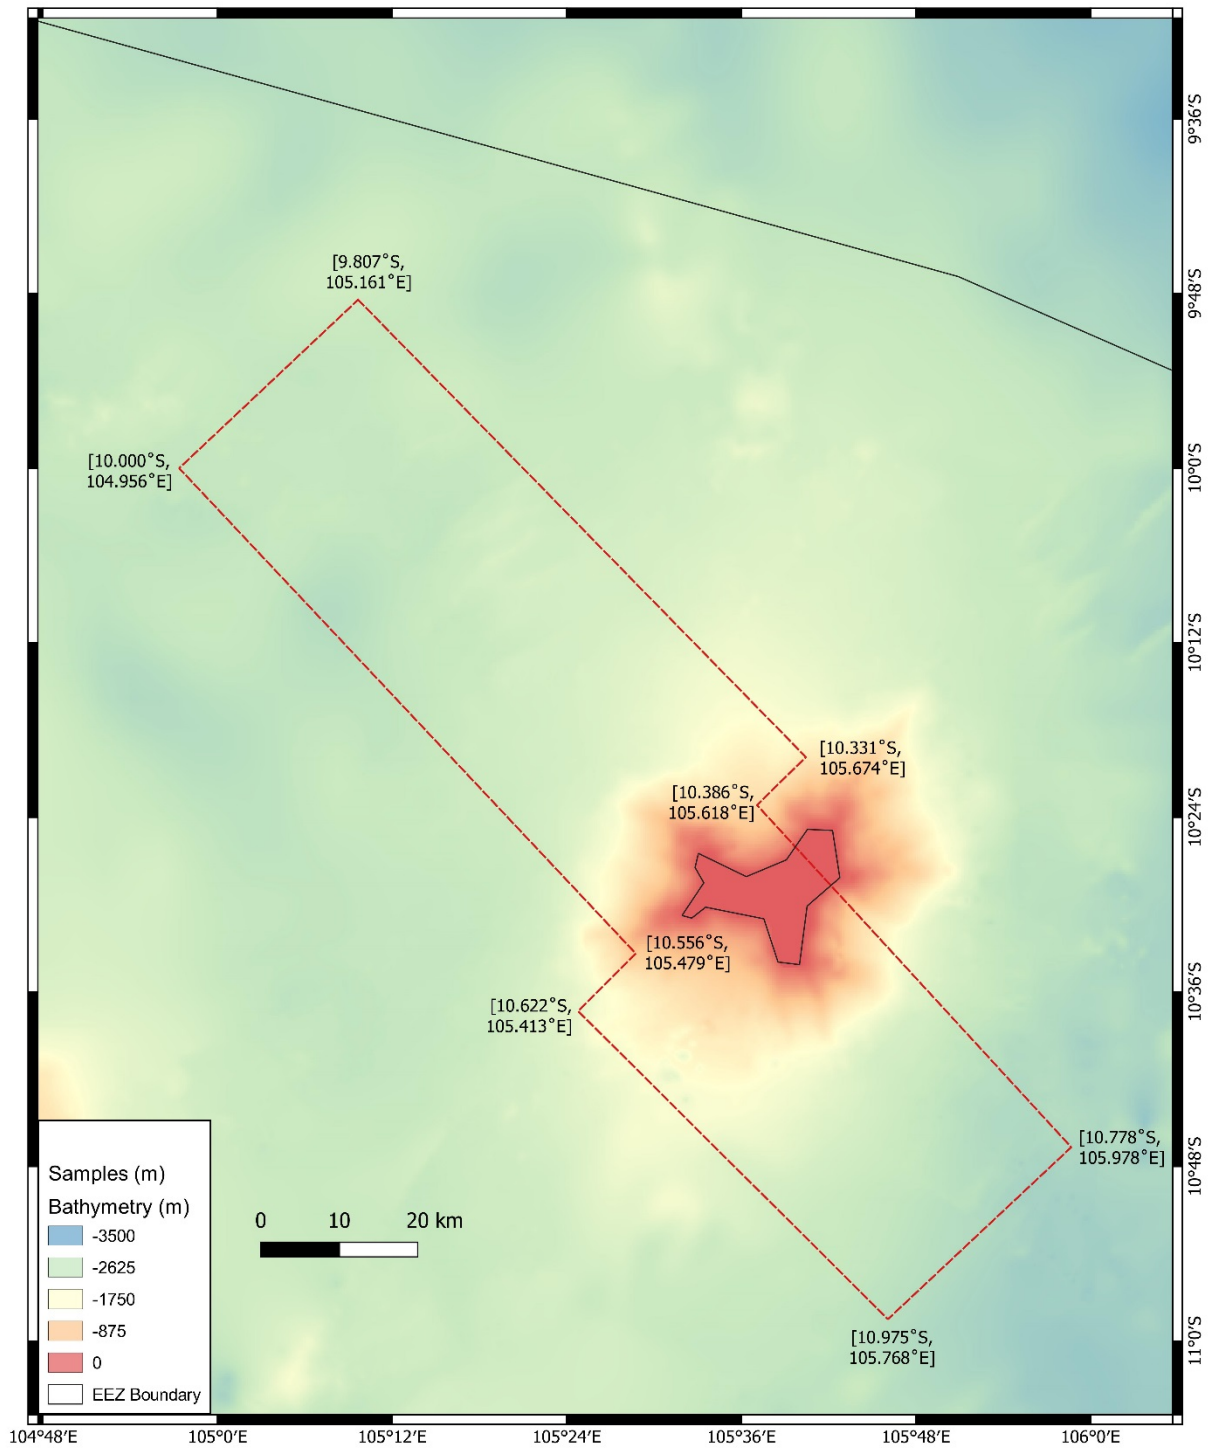 9°36′S
[9.807°S,
105.161°E]
9°48′S
[10.000°S,
104.956°E]
10°0′S
10°12′S
[10.331°S,
105.674°E]
[10.386°S,
105.618°E]
10°24′S
[10.556°S,
105.479°E]
[10.622°S,
105.413°E]
10°36′S
[10.778°S,
105.978°E]
10°48′S
Samples (m)
Bathymetry (m)
-3500
-2625
-1750
-875
0
EEZ Boundary
0 10 20 km
[10.975°S,
105.768°E]
11°0′S
104°48′E 105°0′E 105°12′E 105°24′E 105°36′E 105°48′E 106°0′E